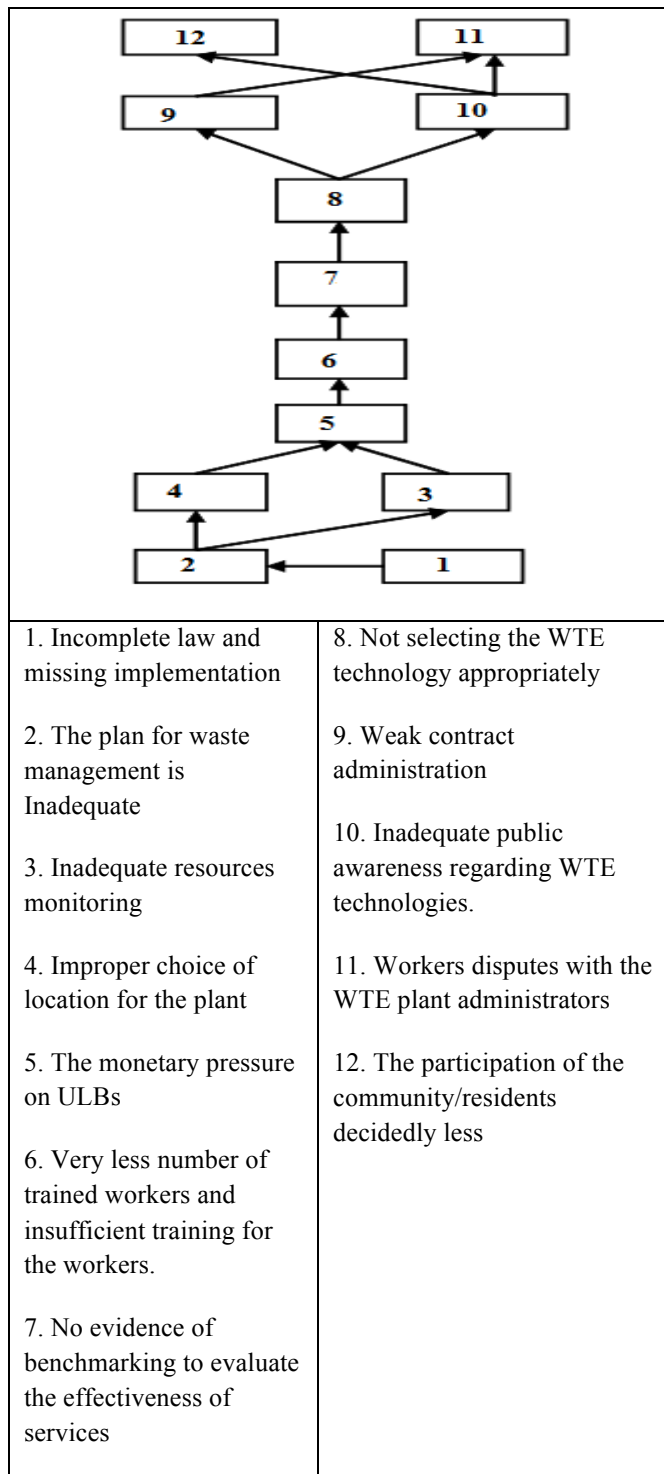 12
11
9
10
8
7
6
5
4
3
2
1
1. Incomplete law and
missing implementation
2. The plan for waste
management is
Inadequate
3. Inadequate resources
monitoring
4. Improper choice of
location for the plant
5. The monetary pressure
on ULBs
6. Very less number of
trained workers and
insufficient training for
the workers.
7. No evidence of
benchmarking to evaluate
the effectiveness of
services
8. Not selecting the WTE
technology appropriately
9. Weak contract
administration
10. Inadequate public
awareness regarding WTE
technologies.
11. Workers disputes with the
WTE plant administrators
12. The participation of the
community/residents
decidedly less